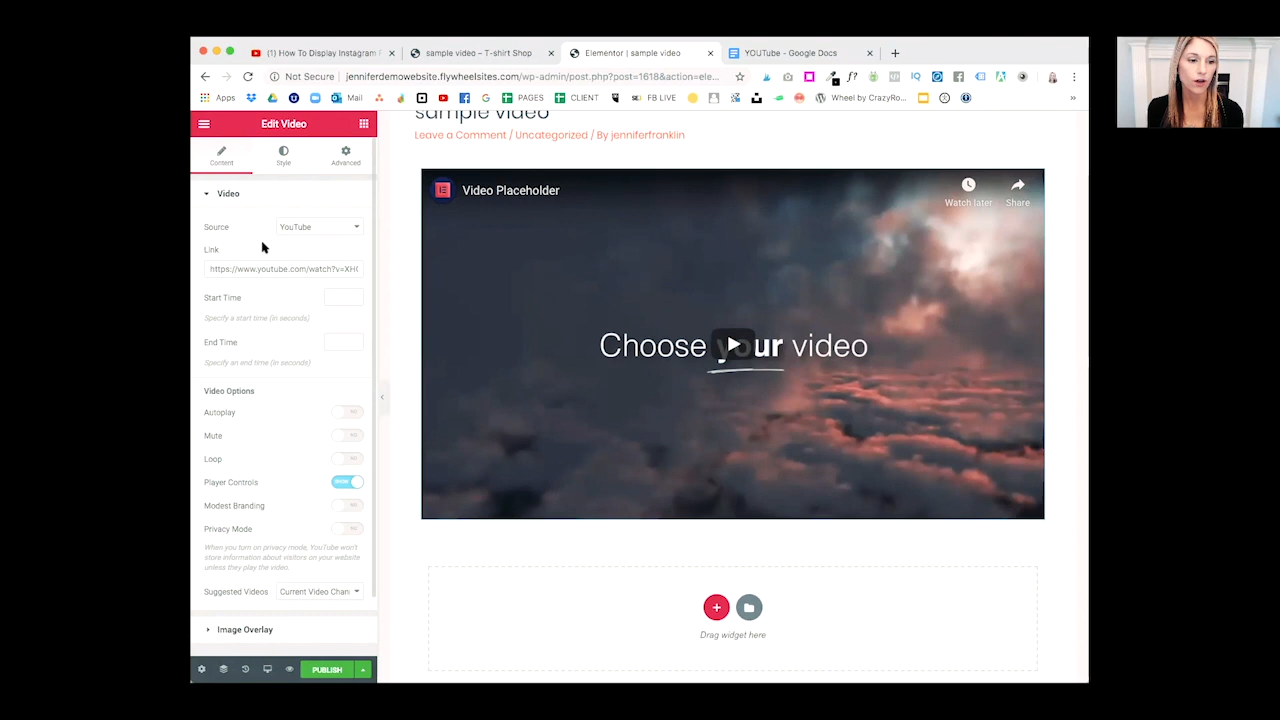 (1) How To Display Instagram
sample video – T-shirt Shop
Elementor | sample video
YOUTube - Google Docs
Not Secure | jenniferdemowebsite.flywheelsites.com/wp-admin/post.php?post=1618&action=ele...
Apps
Mail
PAGES
CLIENT
FB LIVE
Wheel by CrazyRo...
Edit Video
sample video
Leave a Comment / Uncategorized / By jenniferfranklin
Content
Style
Advanced
Video
Source
YouTube
Link
https://www.youtube.com/watch?v=XH
Start Time
Specify a start time (in seconds)
End Time
Specify an end time (in seconds)
Video Options
Autoplay
NO
Mute
NO
Loop
NO
Player Controls
SHOW
Modest Branding
NO
Privacy Mode
NO
When you turn on privacy mode, YouTube won't
store information about visitors on your website
unless they play the video.
Suggested Videos
Current Video Chan
Image Overlay
PUBLISH
Video Placeholder
Watch later
Share
Choose your video
Drag widget here